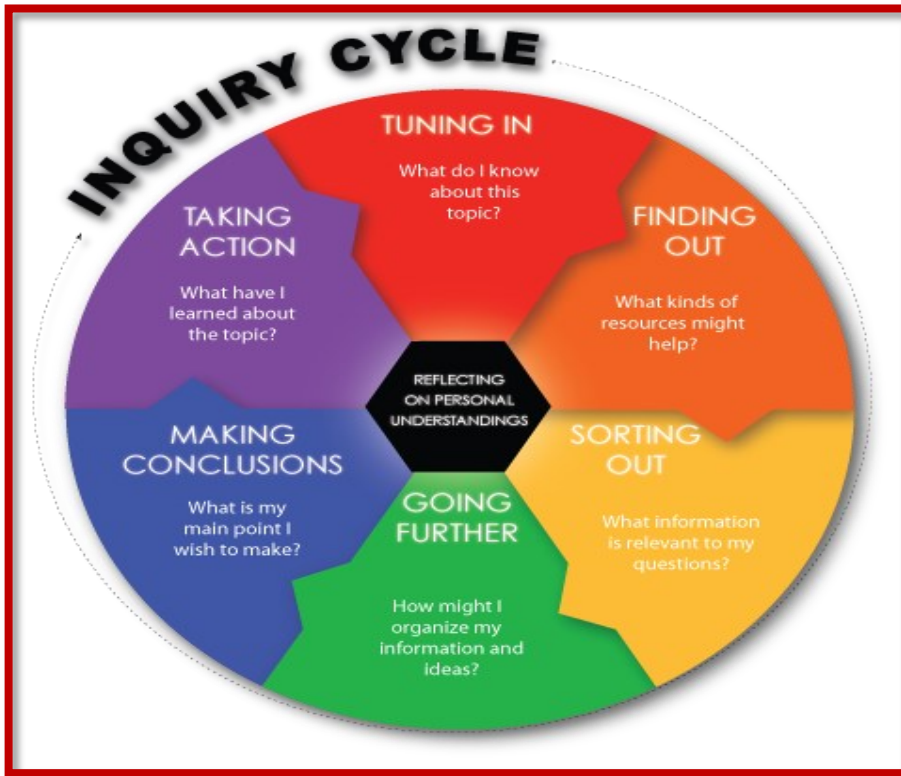 INQUIRY CYCLE
TUNING IN
What do I know
about this
topic?
FINDING
OUT
What kinds of
resources might
help?
SORTING
OUT
What information
is relevant to my
questions?
GOING
FURTHER
How might I
organize my
information and
ideas?
MAKING
CONCLUSIONS
What is my
main point I
wish to make?
TAKING
ACTION
What have I
learned about
the topic?
REFLECTING
ON PERSONAL
UNDERSTANDINGS